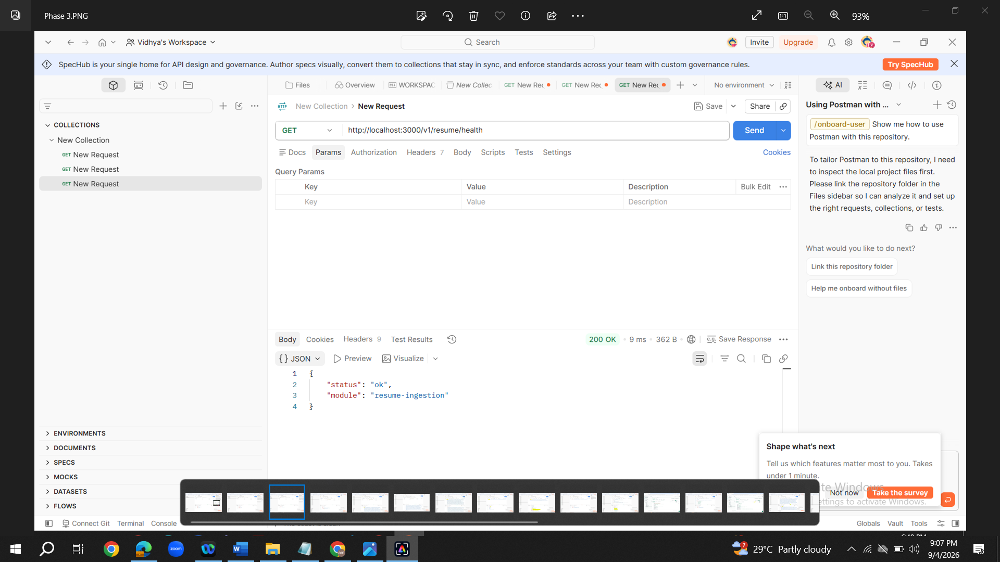 Phase 3.PNG
93%
Vidhya's Workspace
Search
Invite
Upgrade
SpecHub is your single home for API design and governance. Author specs visually, convert them to collections that stay in sync, and enforce standards across your team with custom governance rules.
Try SpecHub
Files
Overview
WORKSPAC
New Collec
GET New Rec
GET New Rec
GET New Rec
No environment
AI
New Collection > New Request
Save
Share
Using Postman with ...
COLLECTIONS
New Collection
GET New Request
GET New Request
GET New Request
GET
http://localhost:3000/v1/resume/health
Send
/onboard-user Show me how to use
Postman with this repository.
Docs
Params
Authorization
Headers 7
Body
Scripts
Tests
Settings
Cookies
Query Params
Key
Value
Description
Bulk Edit
Key
Value
Description
To tailor Postman to this repository, I need
to inspect the local project files first.
Please link the repository folder in the
Files sidebar so I can analyze it and set up
the right requests, collections, or tests.
What would you like to do next?
Link this repository folder
Help me onboard without files
Body
Cookies
Headers 9
Test Results
200 OK
9 ms
362 B
e.g. Save Response
{} JSON
Preview
Visualize
1 {
2 "status": "ok",
3 "module": "resume-ingestion"
4 }
ENVIRONMENTS
DOCUMENTS
SPECS
MOCKS
DATASETS
FLOWS
Shape what's next
Tell us which features matter most to you. Takes
under 1 minute.
Not now
Take the survey
Windows
to activate Windows.
Connect Git
Terminal
Console
Globals
Vault
Tools
zoom
7
29°C Partly cloudy
9:07 PM
9/4/2026